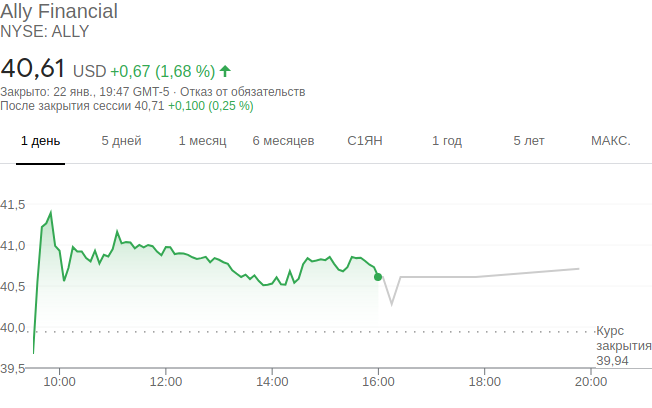 Ally Financial
NYSE: ALLY
40,61 USD +0,67 (1,68 %)
Закрыто: 22 янв., 19:47 GMT-5 · Отказ от обязательств
После закрытия сессии 40,71 +0,100 (0,25 %)
1 день 5 дней 1 месяц 6 месяцев С1ЯН 1 год 5 лет МАКС.
41,5
41,0
40,5
40,0
Курс
закрытия
39,94
39,5
10:00 12:00 14:00 16:00 18:00 20:00